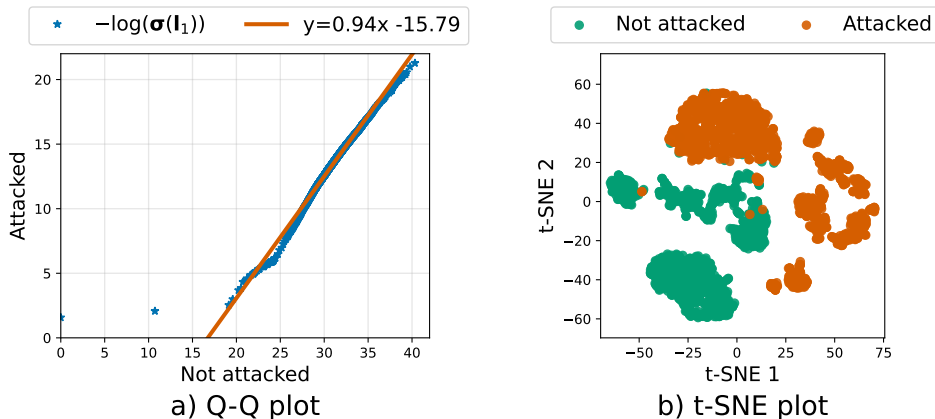 −log(σ(l₁)) y=0.94x -15.79
Not attacked Attacked
20
15
10
5
0
0 5 10 15 20 25 30 35 40
Attacked
Not attacked
a) Q-Q plot
60
40
20
0
−20
−40
−60
−50 −25 0 25 50 75
t-SNE 2
t-SNE 1
b) t-SNE plot